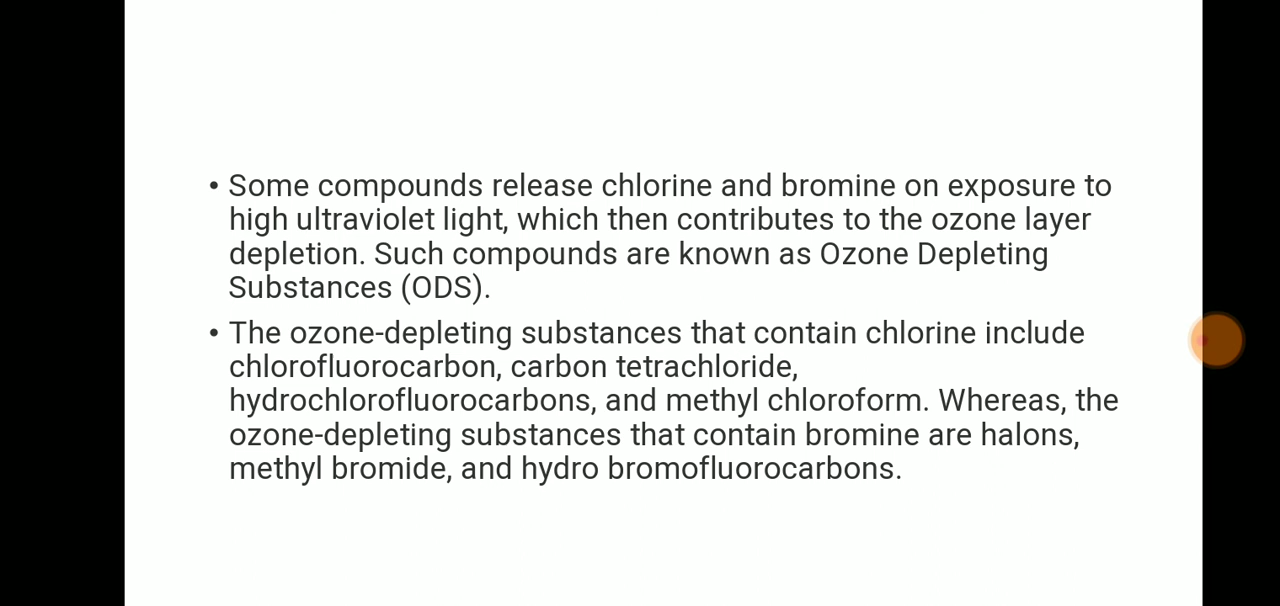 • Some compounds release chlorine and bromine on exposure to
high ultraviolet light, which then contributes to the ozone layer
depletion. Such compounds are known as Ozone Depleting
Substances (ODS).
• The ozone-depleting substances that contain chlorine include
chlorofluorocarbon, carbon tetrachloride,
hydrochlorofluorocarbons, and methyl chloroform. Whereas, the
ozone-depleting substances that contain bromine are halons,
methyl bromide, and hydro bromofluorocarbons.